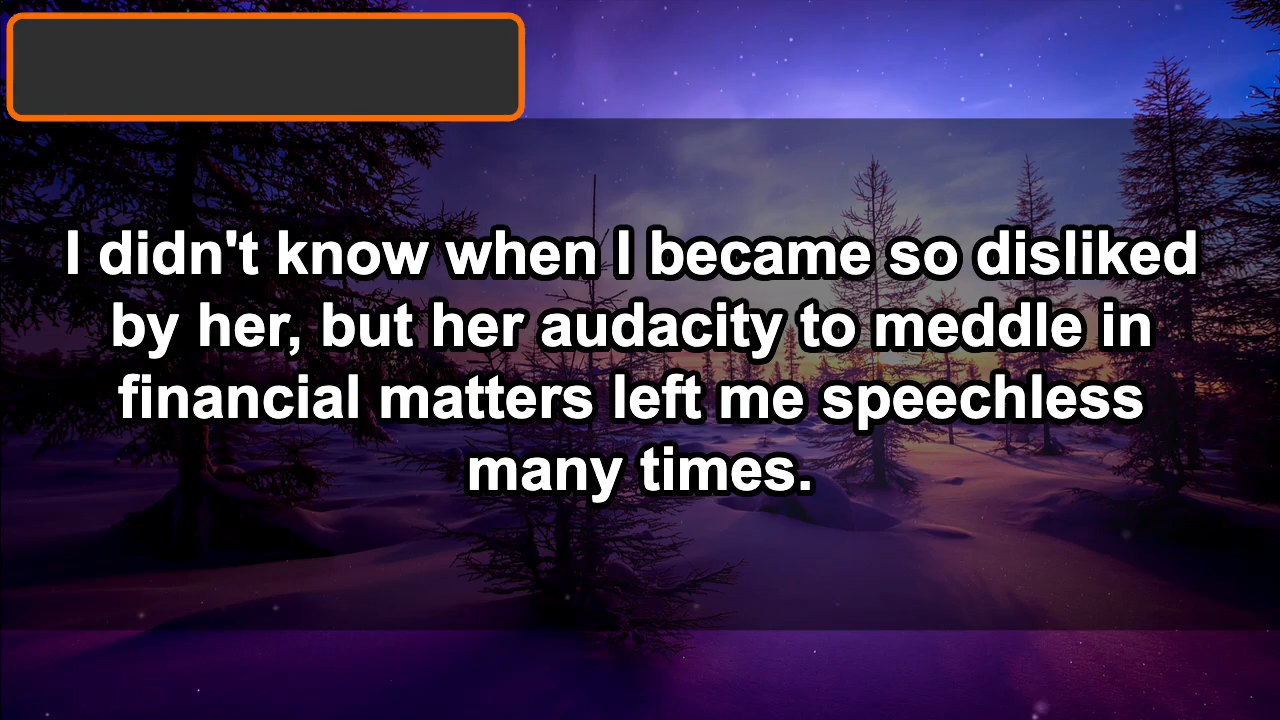 I didn't know when I became so disliked
by her, but her audacity to meddle in
financial matters left me speechless
many times.